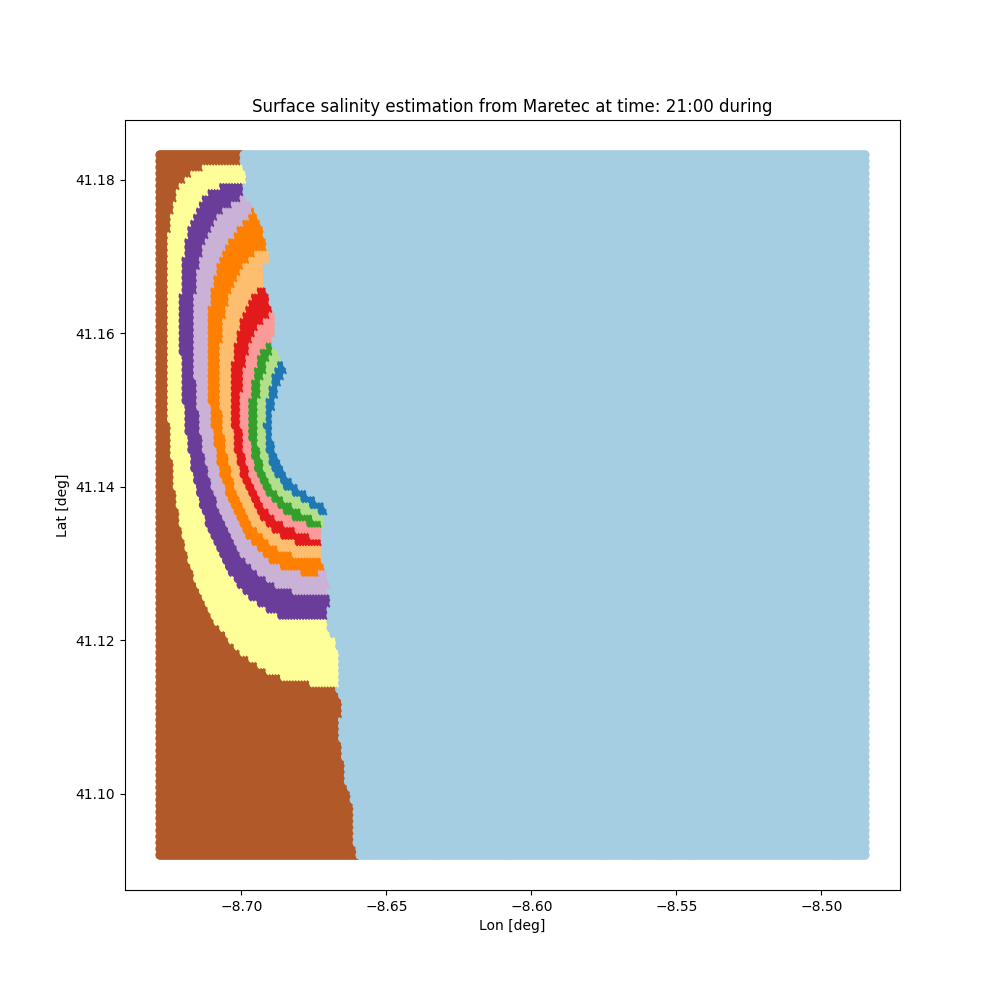 Surface salinity estimation from Maretec at time: 21:00 during
41.18
41.16
41.14
41.12
41.10
Lat [deg]
−8.70 −8.65 −8.60 −8.55 −8.50
Lon [deg]